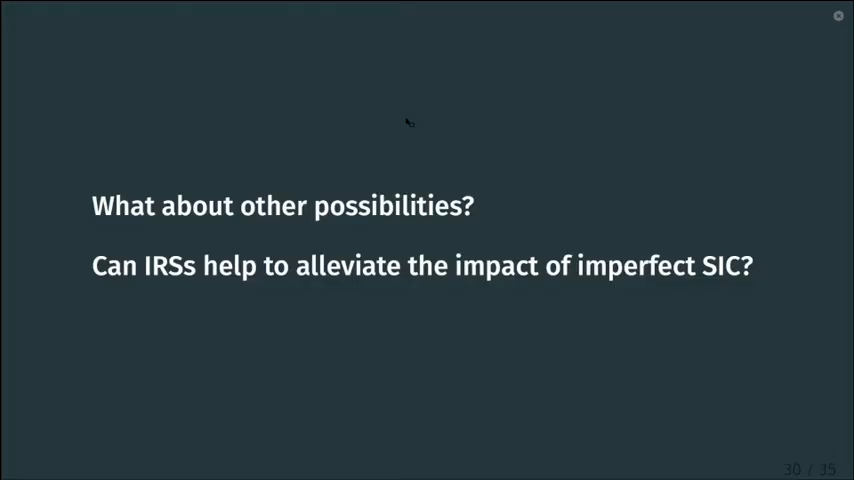 What about other possibilities?
Can IRSs help to alleviate the impact of imperfect SIC?
30 / 35